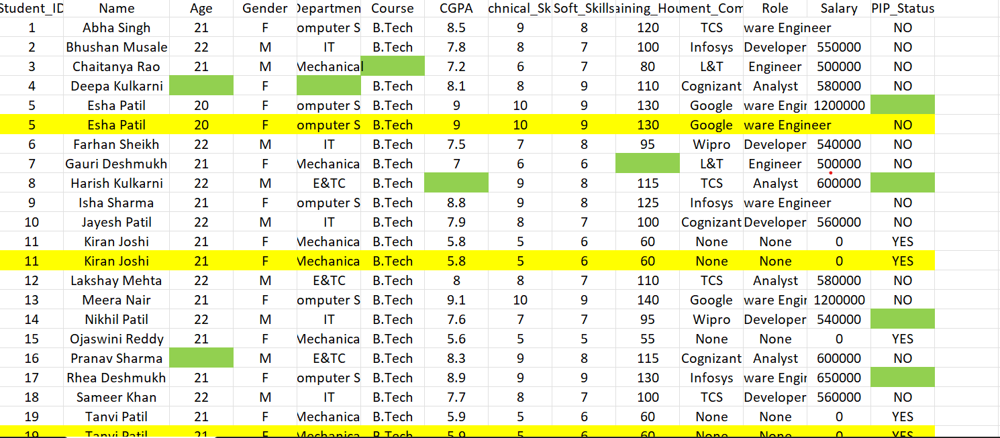 Student_ID Name Age Gender Departmen Course CGPA chnical_Sk Soft_Skills aining_Hou ment_Com Role Salary PIP_Status
1 Abha Singh 21 F omputer S B.Tech 8.5 9 8 120 TCS ware Engineer NO
2 Bhushan Musale 22 M IT B.Tech 7.8 8 7 100 Infosys Developer 550000 NO
3 Chaitanya Rao 21 M Mechanical 7.2 6 7 80 L&T Engineer 500000 NO
4 Deepa Kulkarni F B.Tech 8.1 8 9 110 Cognizant Analyst 580000 NO
5 Esha Patil 20 F omputer S B.Tech 9 10 9 130 Google ware Engir 1200000
5 Esha Patil 20 F omputer S B.Tech 9 10 9 130 Google ware Engineer NO
6 Farhan Sheikh 22 M IT B.Tech 7.5 7 8 95 Wipro Developer 540000 NO
7 Gauri Deshmukh 21 F Mechanica B.Tech 7 6 6 L&T Engineer 500000 NO
8 Harish Kulkarni 22 M E&TC B.Tech 9 8 115 TCS Analyst 600000
9 Isha Sharma 21 F omputer S B.Tech 8.8 9 8 125 Infosys ware Engineer NO
10 Jayesh Patil 22 M IT B.Tech 7.9 8 7 100 Cognizant Developer 560000 NO
11 Kiran Joshi 21 F Mechanica B.Tech 5.8 5 6 60 None None 0 YES
11 Kiran Joshi 21 F Mechanica B.Tech 5.8 5 6 60 None None 0 YES
12 Lakshay Mehta 22 M E&TC B.Tech 8 8 7 110 TCS Analyst 580000 NO
13 Meera Nair 21 F omputer S B.Tech 9.1 10 9 140 Google ware Engir 1200000 NO
14 Nikhil Patil 22 M IT B.Tech 7.6 7 7 95 Wipro Developer 540000
15 Ojaswini Reddy 21 F Mechanica B.Tech 5.6 5 5 55 None None 0 YES
16 Pranav Sharma M E&TC B.Tech 8.3 9 8 115 Cognizant Analyst 600000 NO
17 Rhea Deshmukh 21 F omputer S B.Tech 8.9 9 9 130 Infosys ware Engir 650000
18 Sameer Khan 22 M IT B.Tech 7.7 8 7 100 TCS Developer 560000 NO
19 Tanvi Patil 21 F Mechanica B.Tech 5.9 5 6 60 None None 0 YES
19 Tanvi Patil 21 F Mechanica B.Tech 5.9 5 6 60 None None 0 YES